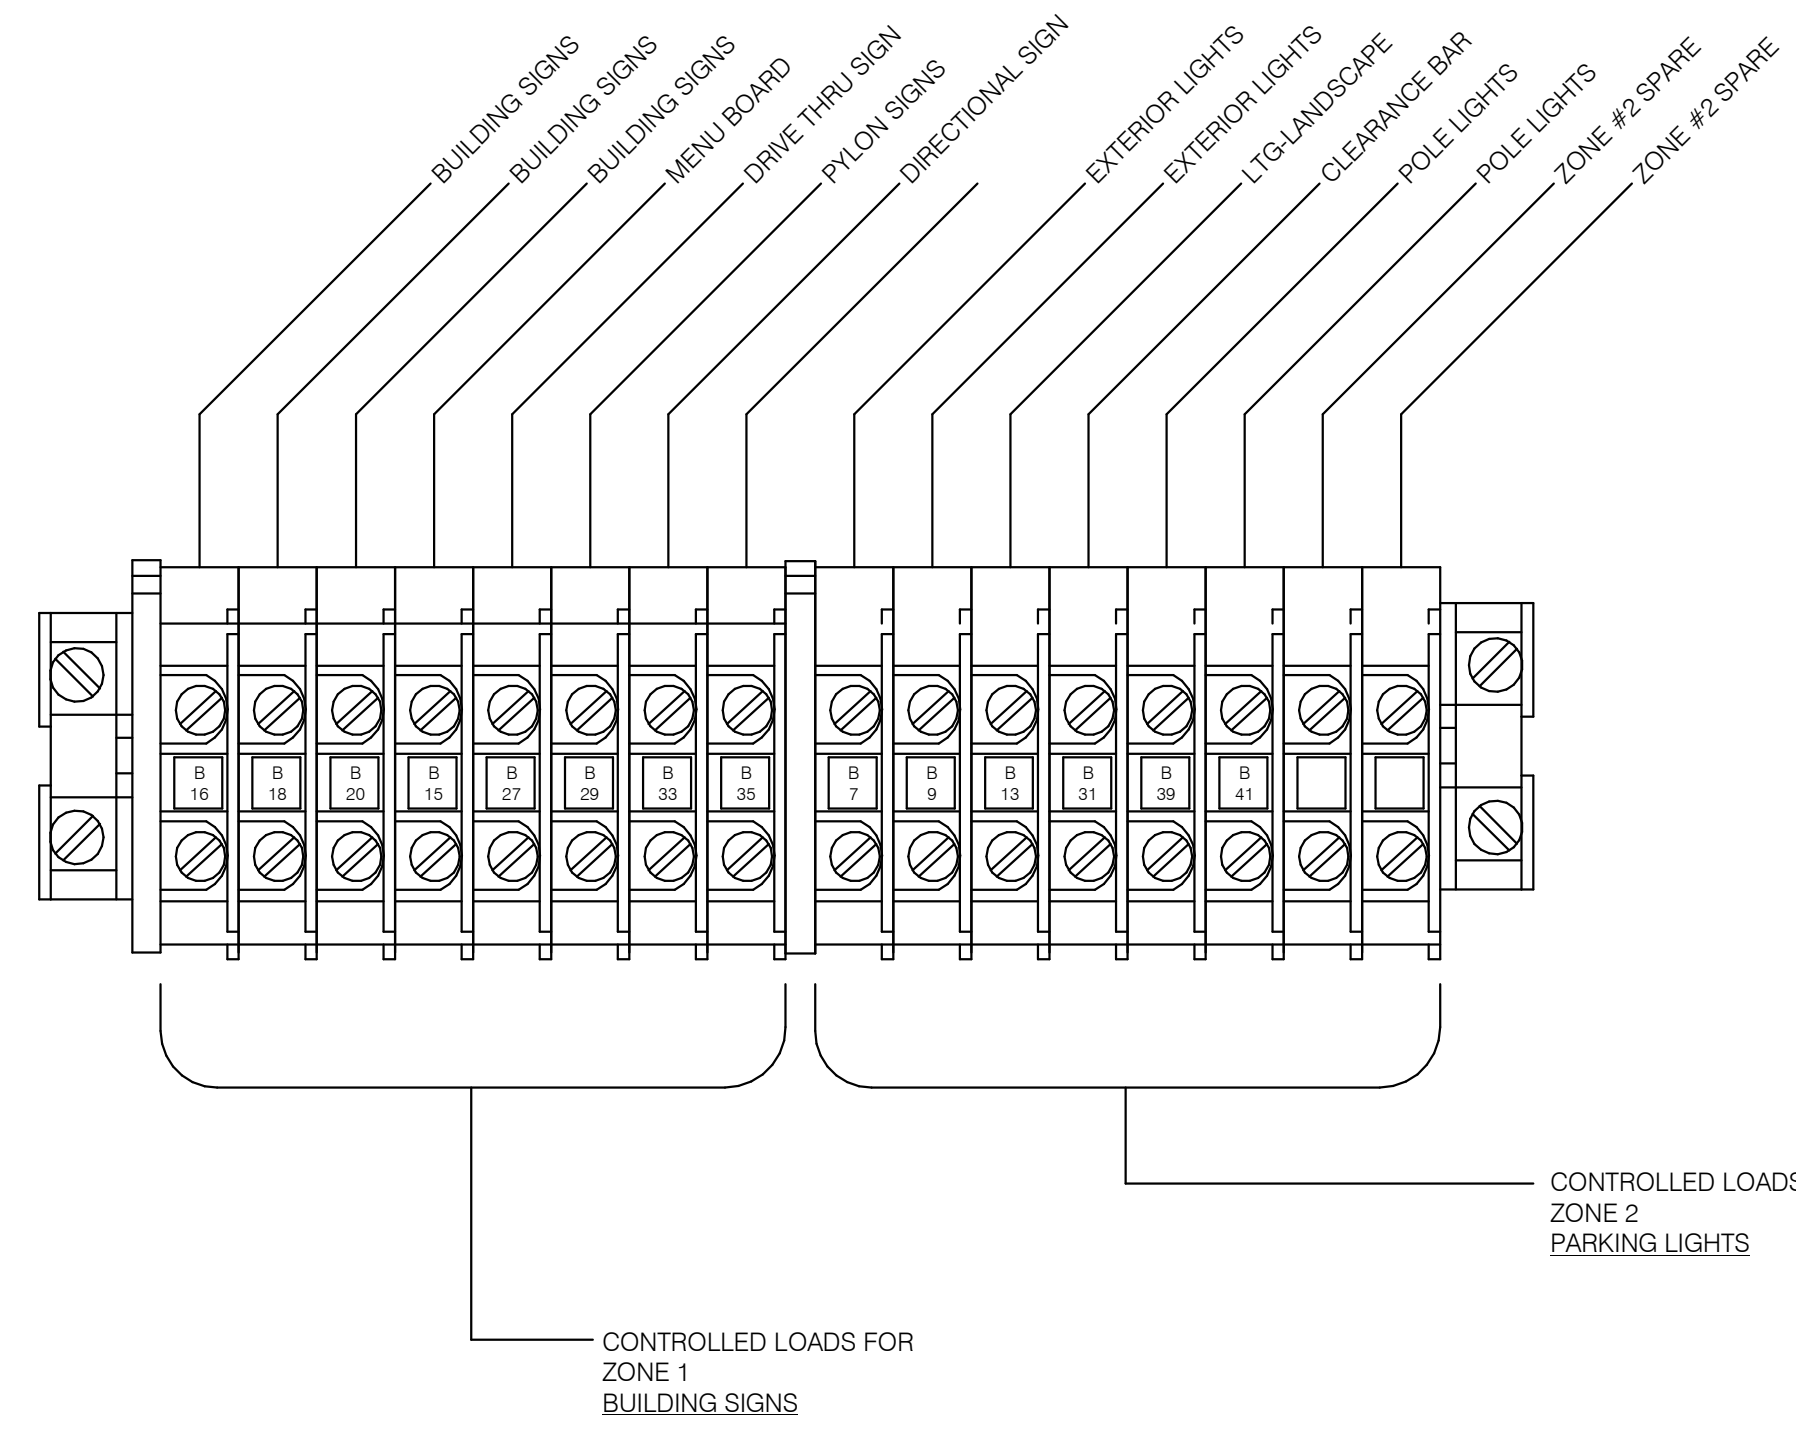 BUILDING SIGNS
BUILDING SIGNS
BUILDING SIGNS
MENU BOARD
DRIVE THRU SIGN
PYLON SIGNS
DIRECTIONAL SIGN
EXTERIOR LIGHTS
EXTERIOR LIGHTS
LTG-LANDSCAPE
CLEARANCE BAR
POLE LIGHTS
POLE LIGHTS
ZONE #2 SPARE
ZONE #2 SPARE
B
16
B
18
B
20
B
15
B
27
B
29
B
33
B
35
B
7
B
9
B
13
B
31
B
39
B
41
CONTROLLED LOADS
ZONE 2
PARKING LIGHTS
CONTROLLED LOADS FOR
ZONE 1
BUILDING SIGNS